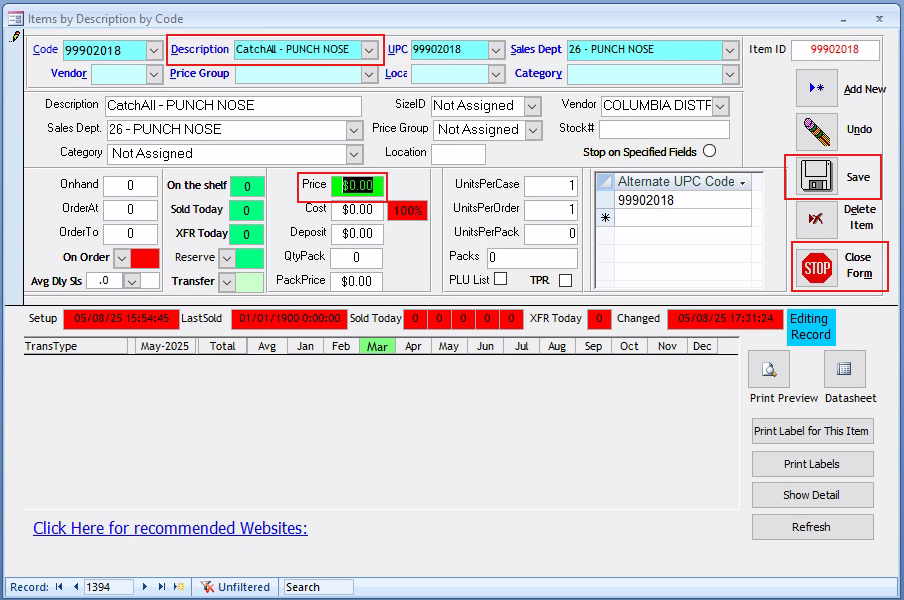 Items by Description by Code
Code 99902018 Description CatchAll - PUNCH NOSE UPC 99902018 Sales Dept 26 - PUNCH NOSE Item ID 99902018
Vendor Price Group Loca Category
Add New
Description CatchAll - PUNCH NOSE SizeID Not Assigned Vendor COLUMBIA DISTF
Sales Dept. 26 - PUNCH NOSE Price Group Not Assigned Stock# Undo
Category Not Assigned Location Stop on Specified Fields
Onhand 0 On the shelf 0 Price $0.00 UnitsPerCase 1 Alternate UPC Code Save
99902018
OrderAt 0 Sold Today 0 Cost $0.00 100% UnitsPerOrder 1 Delete
Item
OrderTo 0 XFR Today 0 Deposit $0.00 UnitsPerPack 0
On Order Reserve QtyPack 0 Packs 0 STOP Close
Form
Avg Dly Sls .0 Transfer PackPrice $0.00 PLU List TPR
Setup 05/08/25 15:54:45 LastSold 01/01/1900 0:00:00 Sold Today 0 0 0 0 0 XFR Today 0 Changed 05/08/25 17:31:24 Editing
Record
TransType May-2025 Total Avg Jan Feb Mar Apr May Jun Jul Aug Sep Oct Nov Dec
Print Preview Datasheet
Print Label for This Item
Print Labels
Show Detail
Refresh
Click Here for recommended Websites:
Record: 1394 Unfiltered Search